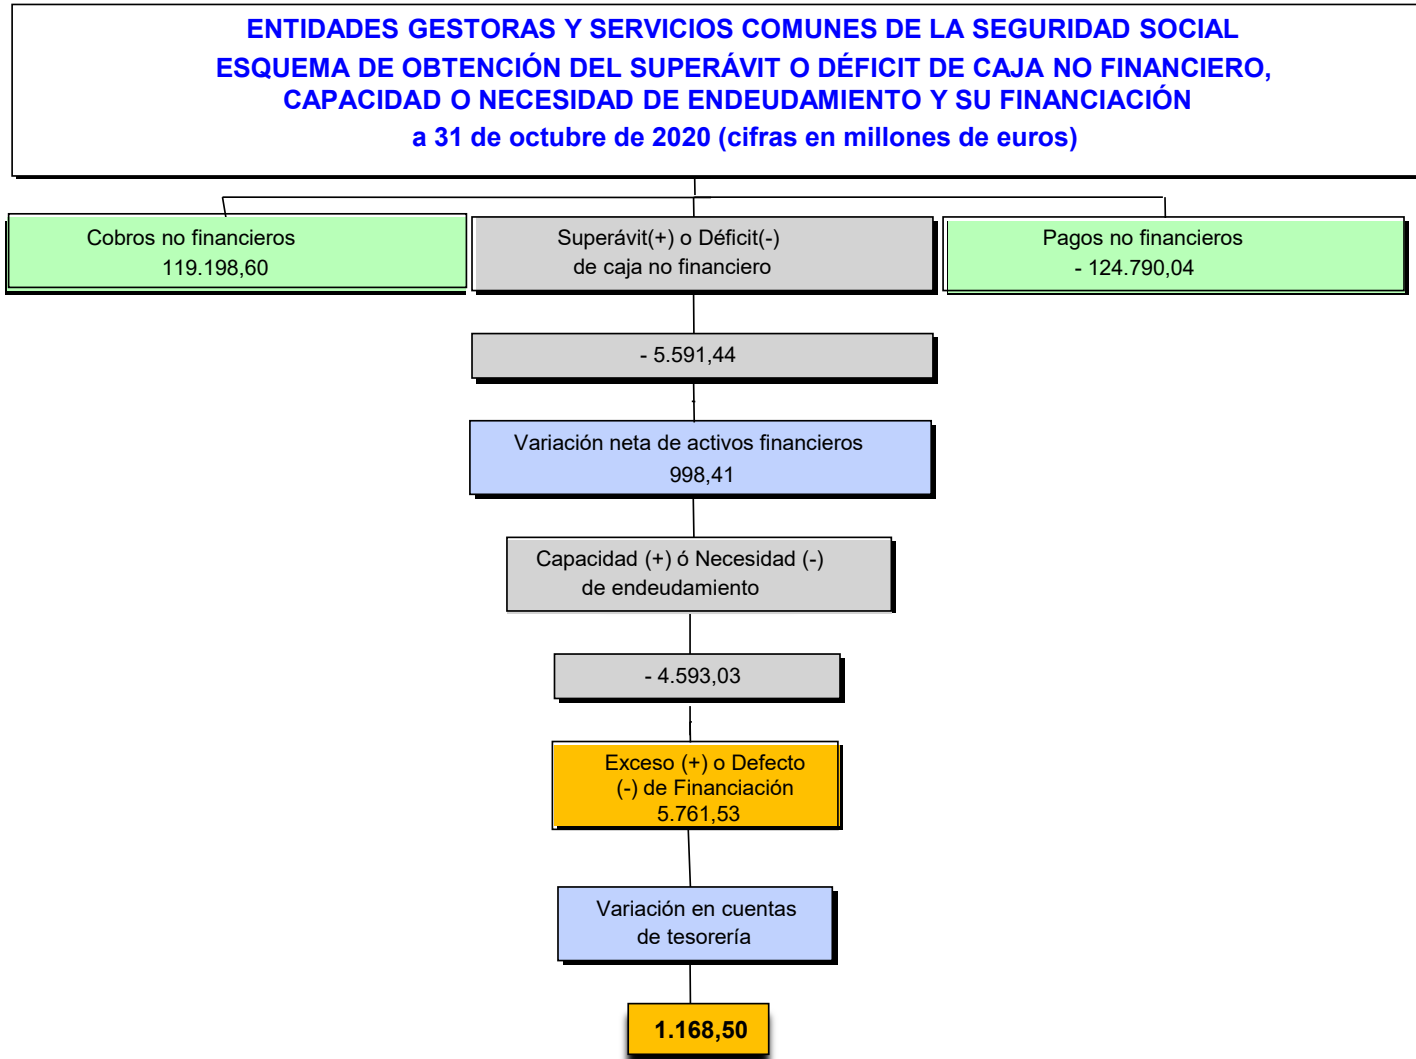 ENTIDADES GESTORAS Y SERVICIOS COMUNES DE LA SEGURIDAD SOCIAL
ESQUEMA DE OBTENCIÓN DEL SUPERÁVIT O DÉFICIT DE CAJA NO FINANCIERO,
CAPACIDAD O NECESIDAD DE ENDEUDAMIENTO Y SU FINANCIACIÓN
a 31 de octubre de 2020 (cifras en millones de euros)
Cobros no financieros
119.198,60
Superávit(+) o Déficit(-)
de caja no financiero
Pagos no financieros
- 124.790,04
- 5.591,44
Variación neta de activos financieros
998,41
Capacidad (+) ó Necesidad (-)
de endeudamiento
- 4.593,03
Exceso (+) o Defecto
(-) de Financiación
5.761,53
Variación en cuentas
de tesorería
1.168,50